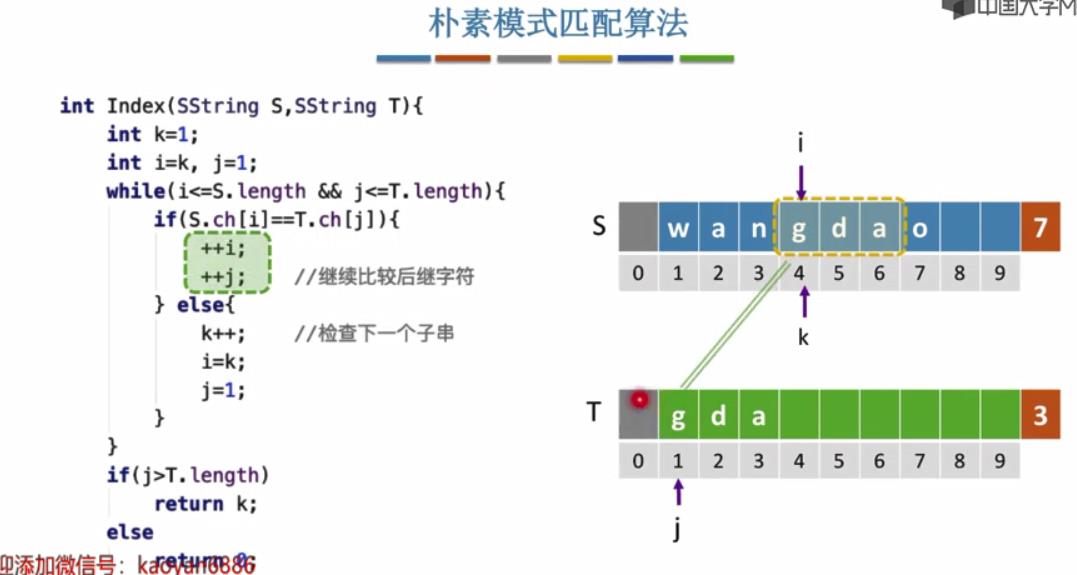 朴素模式匹配算法
中国大学M
int Index(SString S,SString T){
int k=1;
int i=k, j=1;
while(i<=S.length && j<=T.length){
if(S.ch[i]==T.ch[j]){
++i;
++j; //继续比较后继字符
} else{
k++; //检查下一个子串
i=k;
j=1;
}
}
if(j>T.length)
return k;
else
return 0;
迎添加微信号：kaoyan6886
i
S w a n g d a o 7
0 1 2 3 4 5 6 7 8 9
k
T g d a 3
0 1 2 3 4 5 6 7 8 9
j